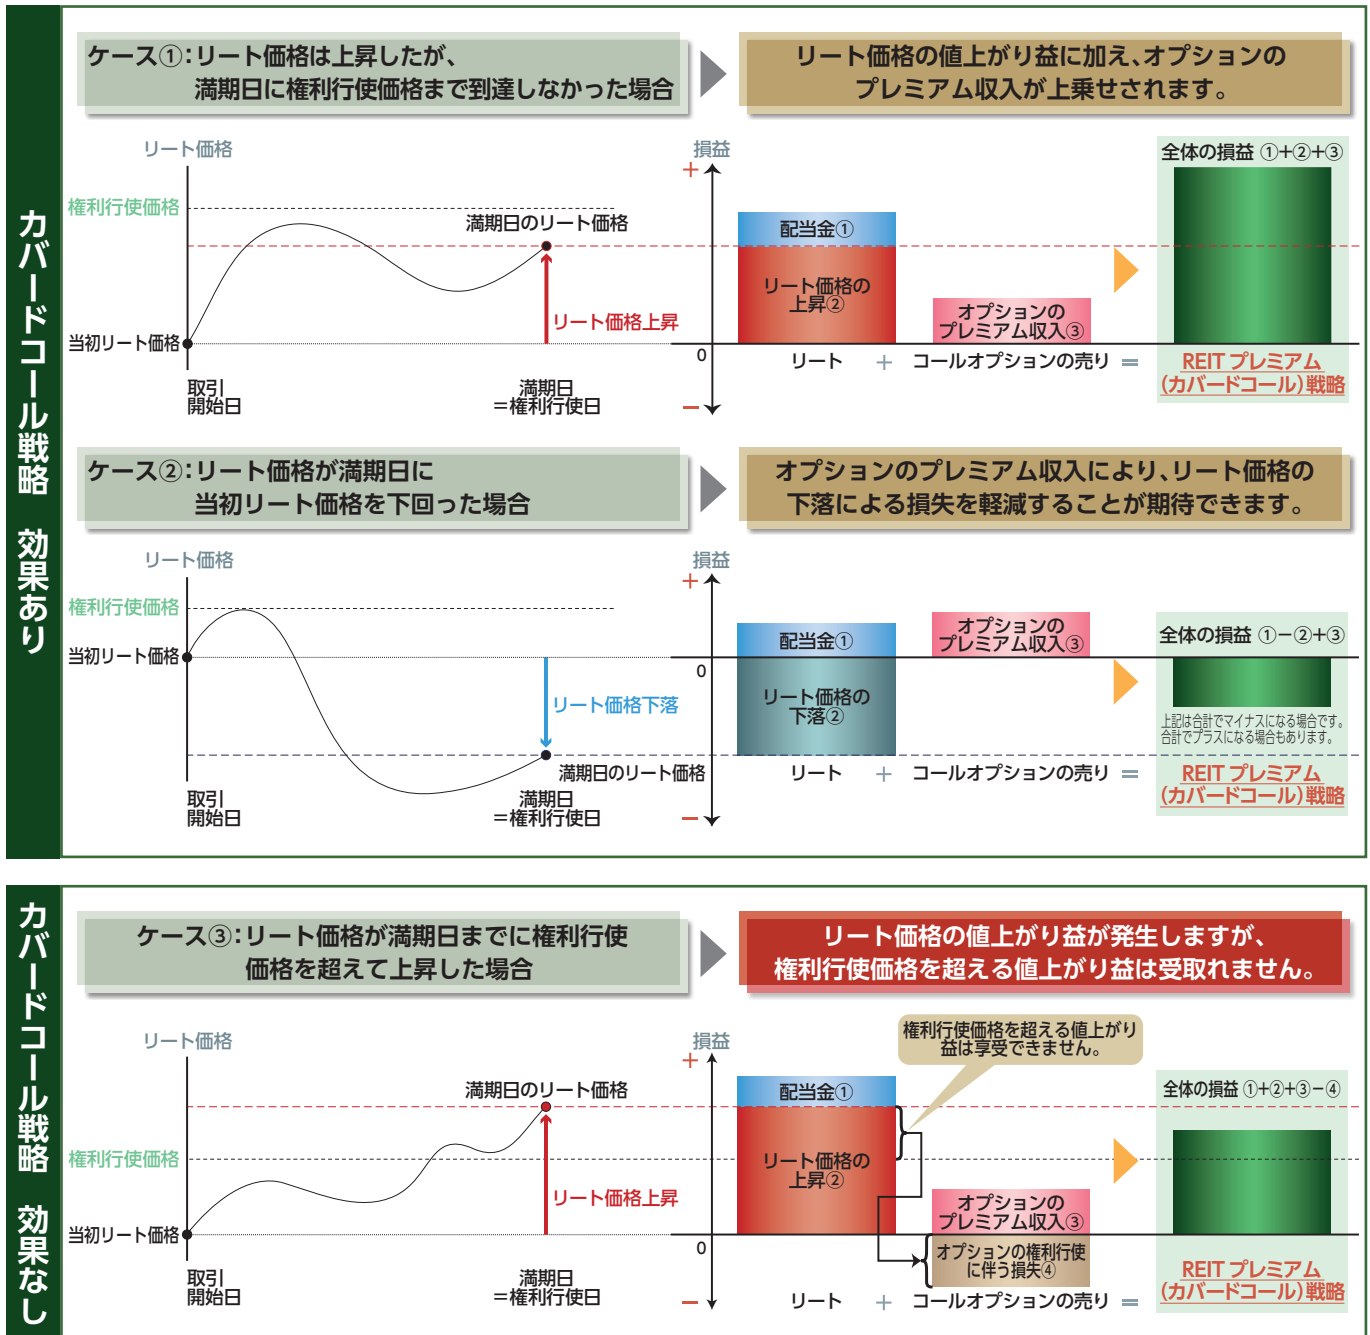 カバードコール戦略　効果あり
ケース①：リート価格は上昇したが、
満期日に権利行使価格まで到達しなかった場合
リート価格の値上がり益に加え、オプションの
プレミアム収入が上乗せされます。
リート価格
権利行使価格
満期日のリート価格
リート価格上昇
当初リート価格
取引
開始日
満期日
＝権利行使日
損益
＋
0
－
配当金①
リート価格の
上昇②
オプションの
プレミアム収入③
リート ＋ コールオプションの売り ＝
全体の損益 ①＋②＋③
REIT プレミアム
（カバードコール）戦略
ケース②：リート価格が満期日に
当初リート価格を下回った場合
オプションのプレミアム収入により、リート価格の
下落による損失を軽減することが期待できます。
リート価格
権利行使価格
当初リート価格
リート価格下落
満期日のリート価格
取引
開始日
満期日
＝権利行使日
損益
＋
0
－
配当金①
リート価格の
下落②
オプションの
プレミアム収入③
リート ＋ コールオプションの売り ＝
全体の損益 ①－②＋③
上記は合計でマイナスになる場合です。
合計でプラスになる場合もあります。
REIT プレミアム
（カバードコール）戦略
カバードコール戦略　効果なし
ケース③：リート価格が満期日までに権利行使
価格を超えて上昇した場合
リート価格の値上がり益が発生しますが、
権利行使価格を超える値上がり益は受取れません。
リート価格
満期日のリート価格
権利行使価格
リート価格上昇
当初リート価格
取引
開始日
満期日
＝権利行使日
損益
＋
0
－
権利行使価格を超える値上がり
益は享受できません。
配当金①
リート価格の
上昇②
オプションの
プレミアム収入③
オプションの権利行使
に伴う損失④
リート ＋ コールオプションの売り ＝
全体の損益 ①＋②＋③－④
REIT プレミアム
（カバードコール）戦略